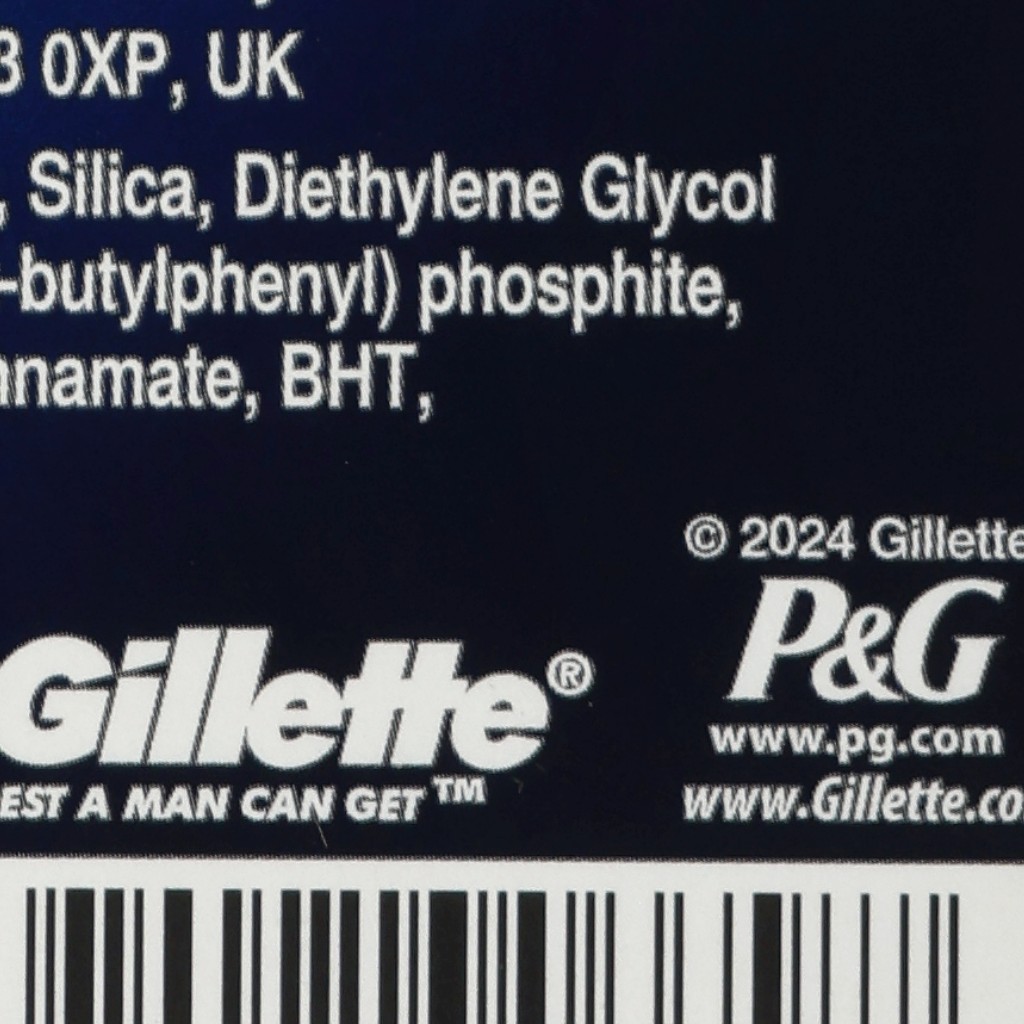 3 0XP, UK
, Silica, Diethylene Glycol
-butylphenyl) phosphite,
nnamate, BHT,
© 2024 Gillette
P&G
Gillette®
www.pg.com
EST A MAN CAN GET™
www.Gillette.co